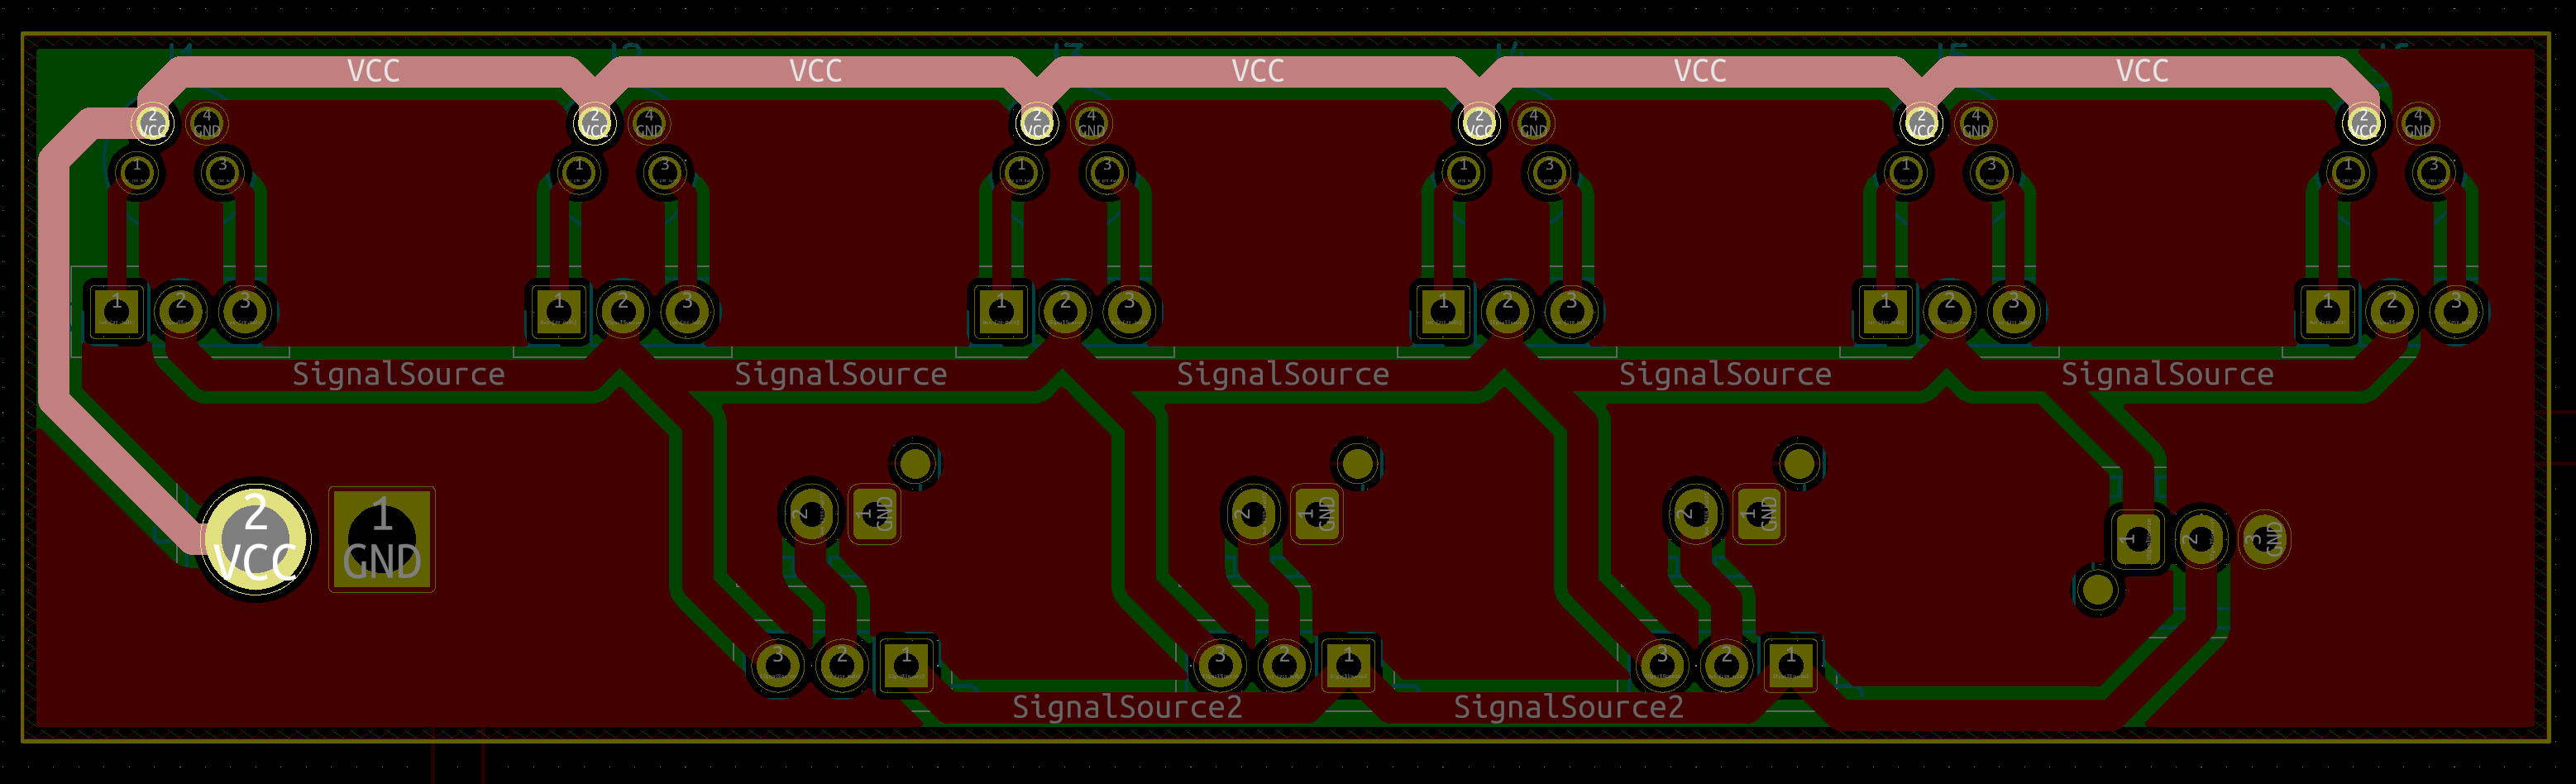 VCC VCC VCC VCC VCC
2 VCC 4 GND 2 VCC 4 GND 2 VCC 4 GND 2 VCC 4 GND 2 VCC 4 GND 2 VCC 4 GND
1 3 1 3 1 3 1 3 1 3 1 3
1 2 3 1 2 3 1 2 3 1 2 3 1 2 3 1 2 3
SignalSource SignalSource SignalSource SignalSource SignalSource
2 VCC 1 GND
2 1 GND 2 1 GND 2 1 GND
1 2 3 GND
3 2 1 3 2 1 3 2 1
SignalSource2 SignalSource2